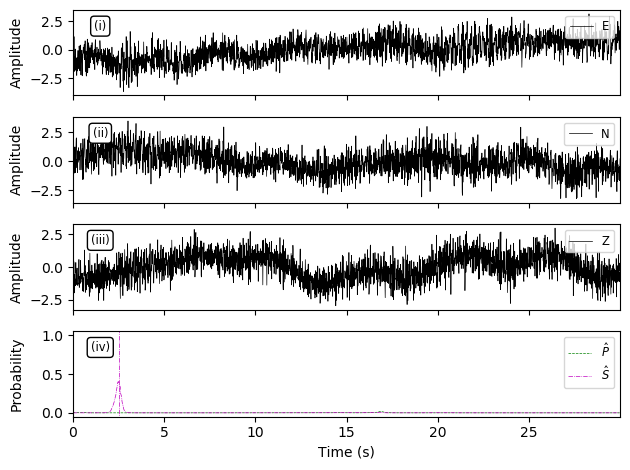 Amplitude
2.5
0.0
−2.5
(i)
E
Amplitude
2.5
0.0
−2.5
(ii)
N
Amplitude
2.5
0.0
−2.5
(iii)
Z
Probability
1.0
0.5
0.0
(iv)
P̂
Ŝ
0 5 10 15 20 25
Time (s)